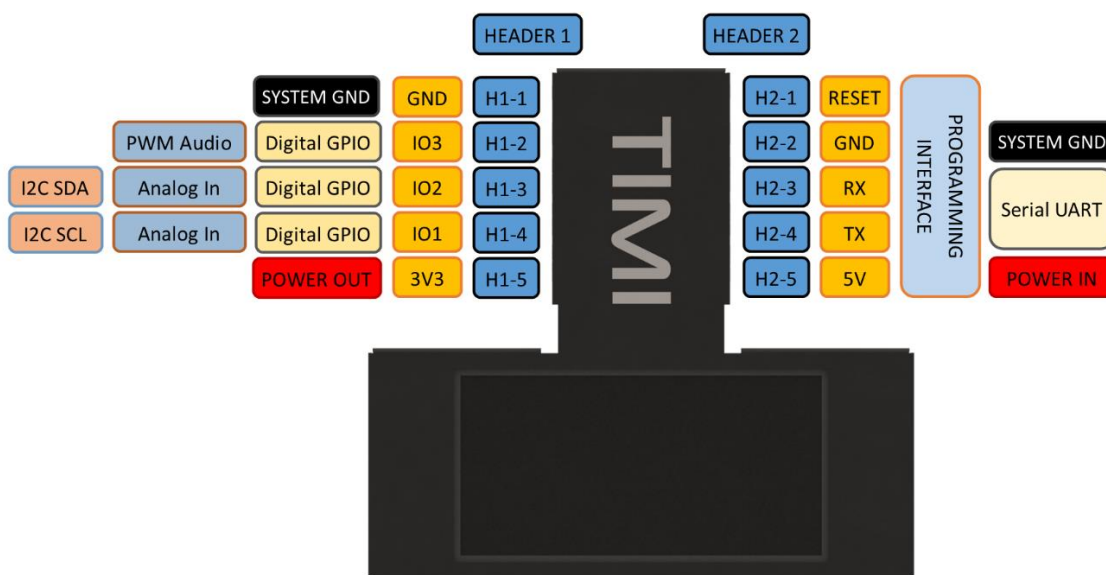 HEADER 1 HEADER 2
SYSTEM GND GND H1-1 H2-1 RESET
PWM Audio Digital GPIO IO3 H1-2 H2-2 GND SYSTEM GND
I2C SDA Analog In Digital GPIO IO2 H1-3 H2-3 RX
I2C SCL Analog In Digital GPIO IO1 H1-4 H2-4 TX
Serial UART
POWER OUT 3V3 H1-5 H2-5 5V POWER IN
PROGRAMMING
INTERFACE
TIMI